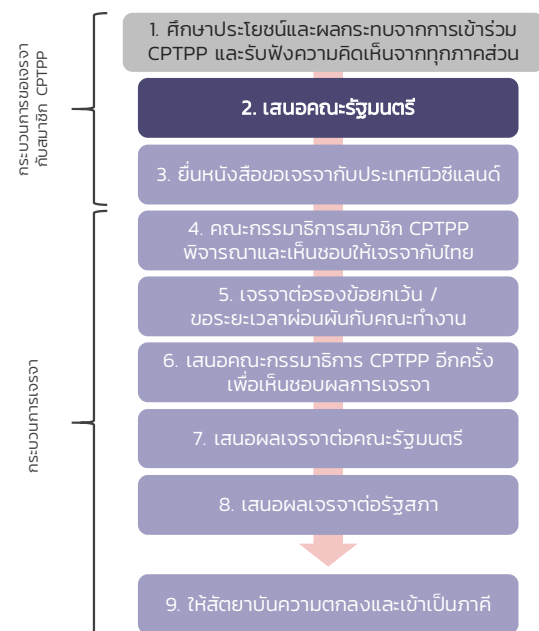 1. ศึกษาประโยชน์และผลกระทบจากการเข้าร่วม
CPTPP และรับฟังความคิดเห็นจากทุกภาคส่วน
กระบวนการขอเจรจา
กับสมาชิก CPTPP
2. เสนอคณะรัฐมนตรี
3. ยื่นหนังสือขอเจรจากับประเทศนิวซีแลนด์
4. คณะกรรมาธิการสมาชิก CPTPP
พิจารณาและเห็นชอบให้เจรจากับไทย
5. เจรจาต่อรองข้อยกเว้น /
ขอระยะเวลาผ่อนผันกับคณะทำงาน
6. เสนอคณะกรรมาธิการ CPTPP อีกครั้ง
เพื่อเห็นชอบผลการเจรจา
กระบวนการเจรจา
7. เสนอผลเจรจาต่อคณะรัฐมนตรี
8. เสนอผลเจรจาต่อรัฐสภา
9. ให้สัตยาบันความตกลงและเข้าเป็นภาคี